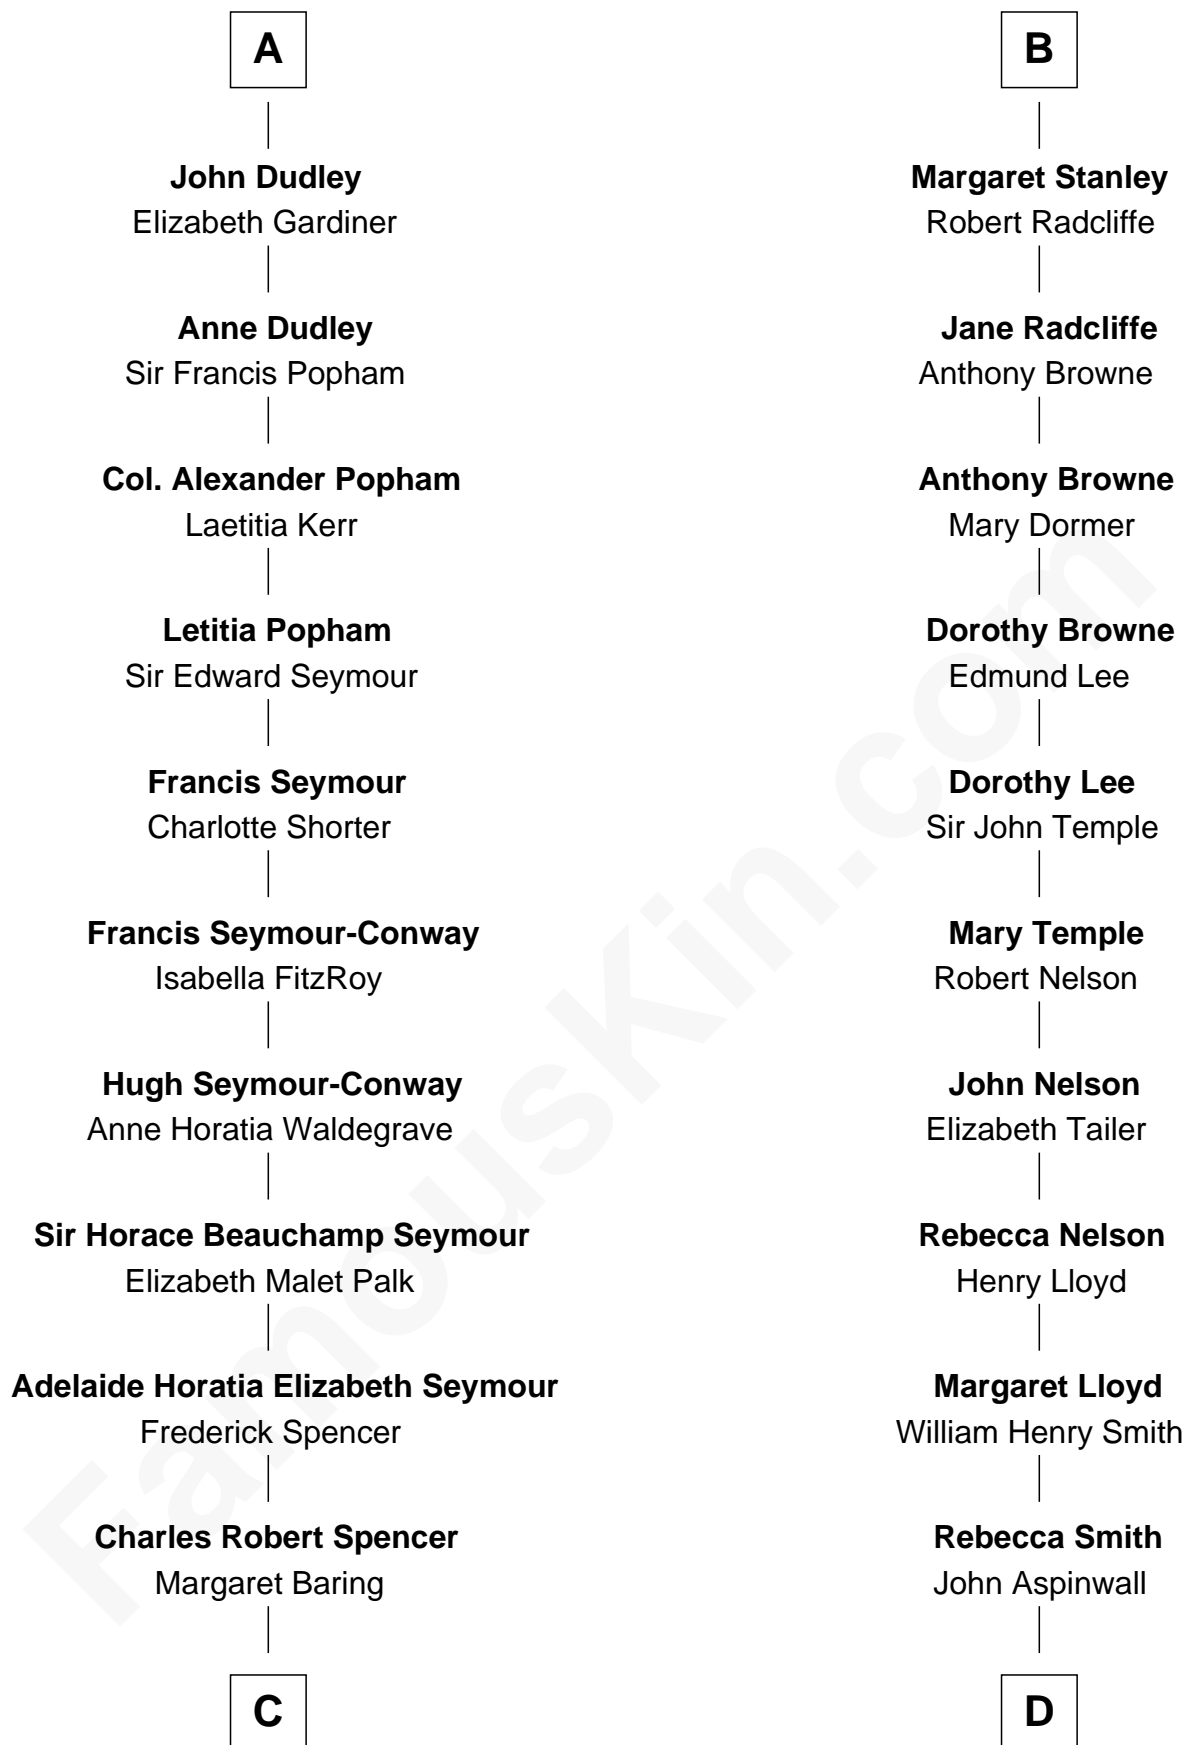 A
John Dudley
Elizabeth Gardiner
Anne Dudley
Sir Francis Popham
Col. Alexander Popham
Laetitia Kerr
Letitia Popham
Sir Edward Seymour
Francis Seymour
Charlotte Shorter
Francis Seymour-Conway
Isabella FitzRoy
Hugh Seymour-Conway
Anne Horatia Waldegrave
Sir Horace Beauchamp Seymour
Elizabeth Malet Palk
Adelaide Horatia Elizabeth Seymour
Frederick Spencer
Charles Robert Spencer
Margaret Baring
C
B
Margaret Stanley
Robert Radcliffe
Jane Radcliffe
Anthony Browne
Anthony Browne
Mary Dormer
Dorothy Browne
Edmund Lee
Dorothy Lee
Sir John Temple
Mary Temple
Robert Nelson
John Nelson
Elizabeth Tailer
Rebecca Nelson
Henry Lloyd
Margaret Lloyd
William Henry Smith
Rebecca Smith
John Aspinwall
D
FamousKin.com